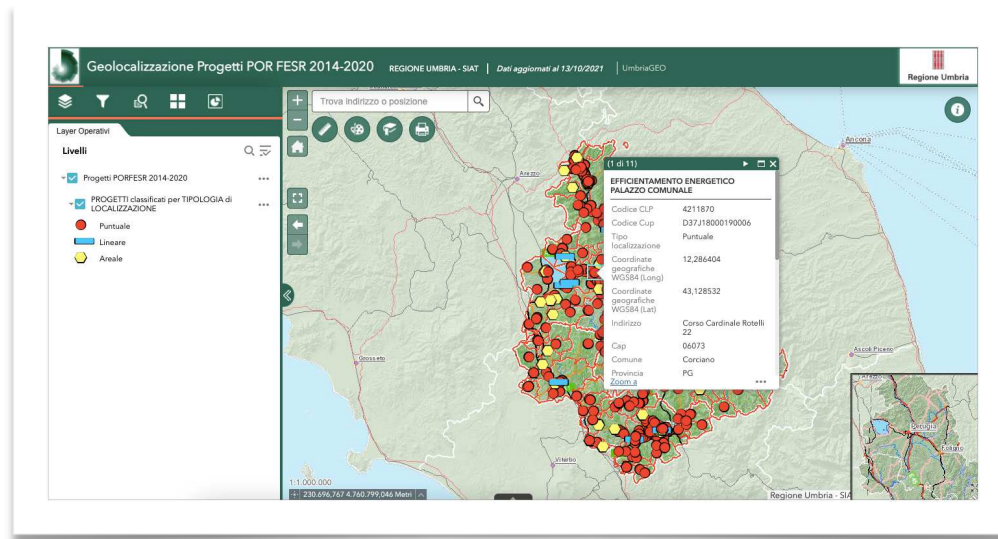 Geolocalizzazione Progetti POR FESR 2014-2020 REGIONE UMBRIA - SIAT | Dati aggiornati al 13/10/2021 | UmbriaGEO
Regione Umbria
Layer Operativi
Livelli
Progetti PORFESR 2014-2020
PROGETTI classificati per TIPOLOGIA di
LOCALIZZAZIONE
Puntuale
Lineare
Areale
Trova indirizzo o posizione
(1 di 11)
EFFICIENTAMENTO ENERGETICO
PALAZZO COMUNALE
Codice CLP 4211870
Codice Cup D37J18000190006
Tipo localizzazione Puntuale
Coordinate geografiche WGS84 (Long) 12,286404
Coordinate geografiche WGS84 (Lat) 43,128532
Indirizzo Corso Cardinale Rotelli 22
Cap 06073
Comune Corciano
Provincia PG
Zoom a
Ancona
Arezzo
Grosseto
Ascoli Piceno
Viterbo
Arezzo
Perugia
Foligno
1:1.000.000
230.696,767 4.760.799,046 Metri
Regione Umbria - SIA